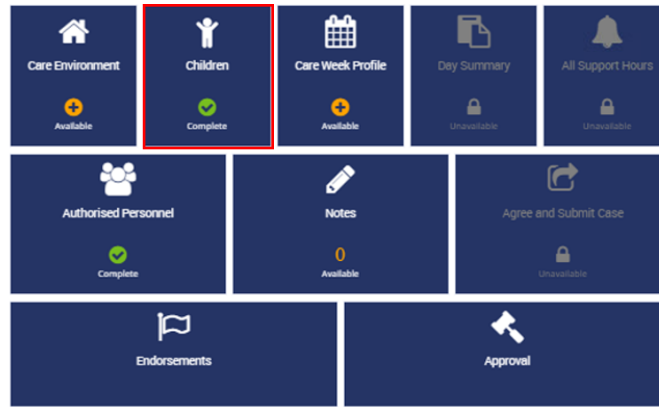 Care Environment
Available
Children
Complete
Care Week Profile
Available
Day Summary
Unavailable
All Support Hours
Unavailable
Authorised Personnel
Complete
Notes
0
Available
Agree and Submit Case
Unavailable
Endorsements
Approval